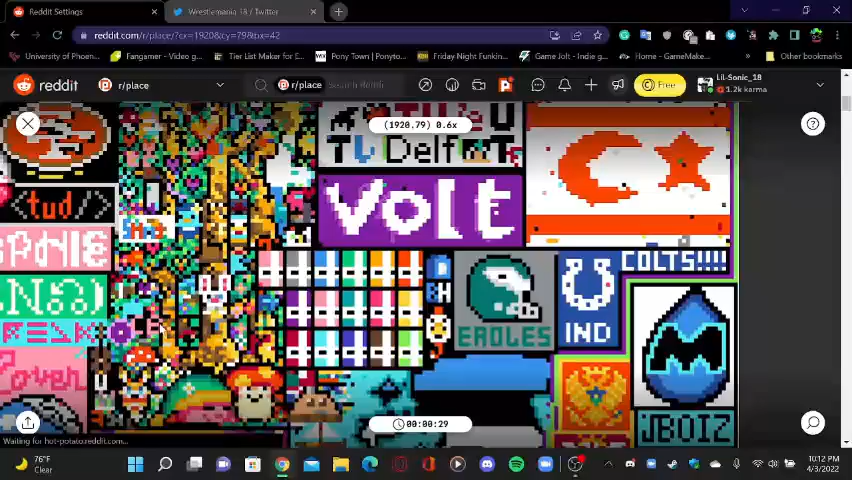 Reddit Settings
Wrestlemania 18 / Twitter
reddit.com/r/place/?cx=1920&cy=79&px=42
University of Phoen...
Fangamer - Video g...
Tier List Maker for E...
Pony Town | Ponyto...
Friday Night Funkin...
Game Jolt - Indie g...
Home - GameMake...
Other bookmarks
reddit
r/place
r/place
Search Reddit
Free
Lil-Sonic_18
1.2k karma
(1920,79) 0.6x
TU Delft
<tud/>
Volt
COLTS!!!!
EAGLES
IND
JBOIZ
00:00:29
Waiting for hot-potato.reddit.com...
76°F
Clear
10:12 PM
4/3/2022